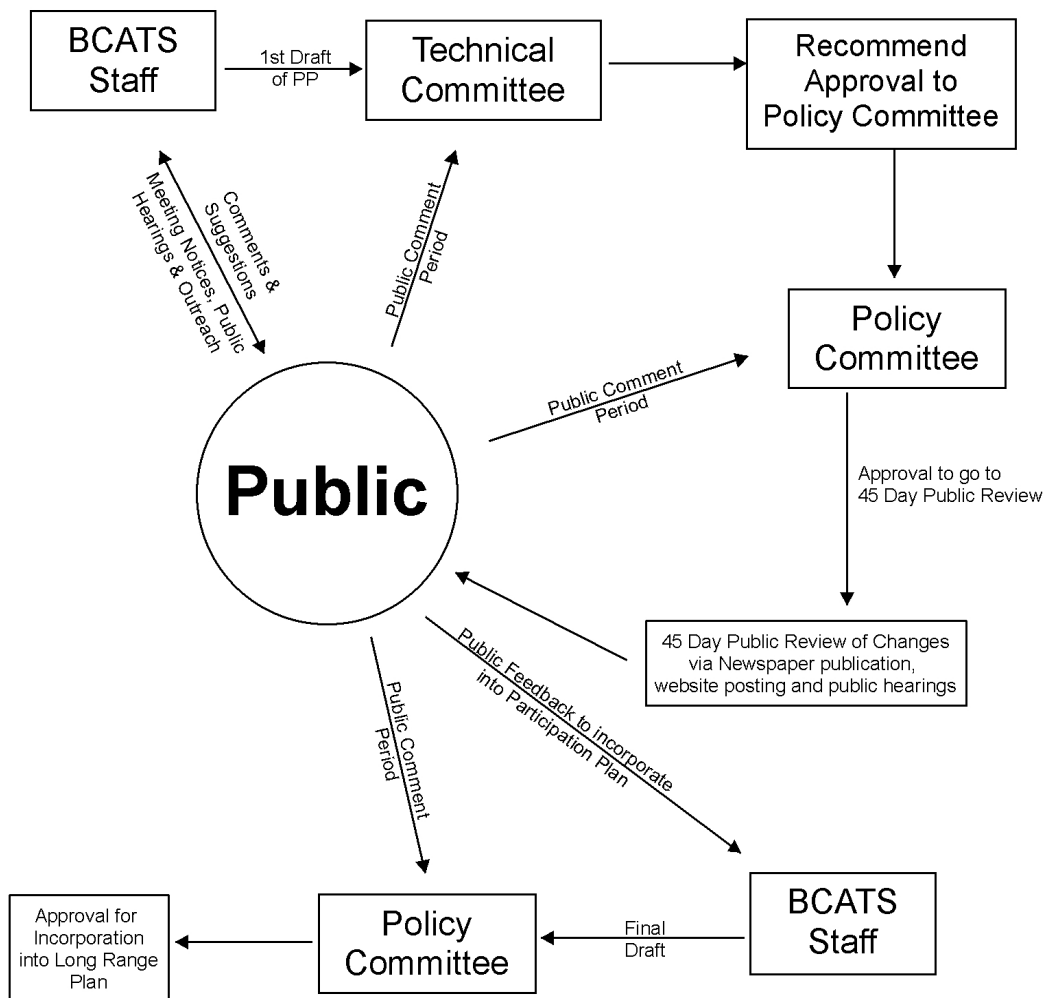 BCATS
Staff
1st Draft
of PP
Technical
Committee
Recommend
Approval to
Policy Committee
Comments &
Suggestions
Meeting Notices, Public
Hearings & Outreach
Public Comment
Period
Policy
Committee
Public Comment
Period
Public
Approval to go to
45 Day Public Review
45 Day Public Review of Changes
via Newspaper publication,
website posting and public hearings
Public Feedback to incorporate
into Participation Plan
Public Comment
Period
BCATS
Staff
Final
Draft
Policy
Committee
Approval for
Incorporation
into Long Range
Plan